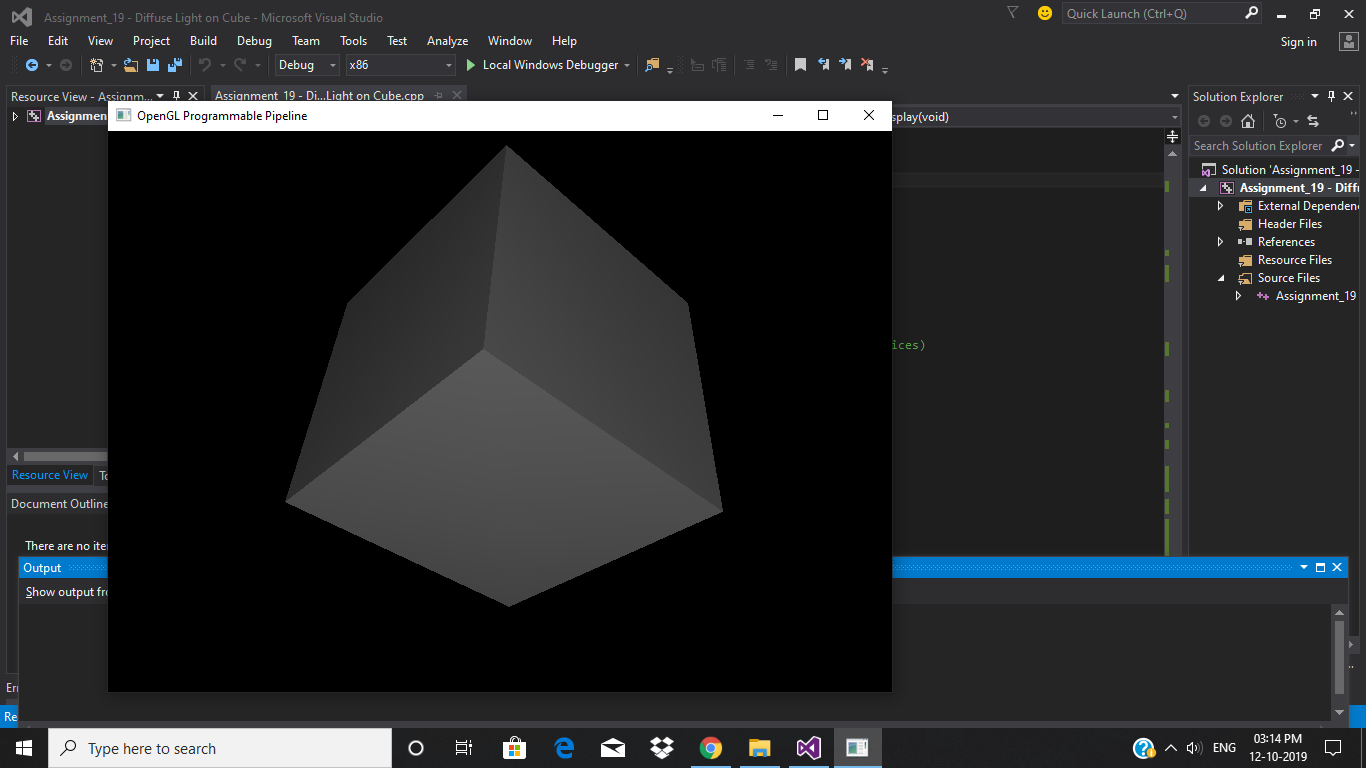 Assignment_19 - Diffuse Light on Cube - Microsoft Visual Studio
Quick Launch (Ctrl+Q)
File Edit View Project Build Debug Team Tools Test Analyze Window Help
Sign in
Debug x86 Local Windows Debugger
Resource View - Assignm...
Assignment_19 - Di...Light on Cube.cpp
Solution Explorer
Assignment
OpenGL Programmable Pipeline
splay(void)
Search Solution Explorer
Solution 'Assignment_19 -
Assignment_19 - Diff
External Dependen
Header Files
References
Resource Files
Source Files
Assignment_19
ices)
Resource View To
Document Outline
There are no ite
Output
Show output fr
Er
Re
Type here to search
ENG
03:14 PM
12-10-2019